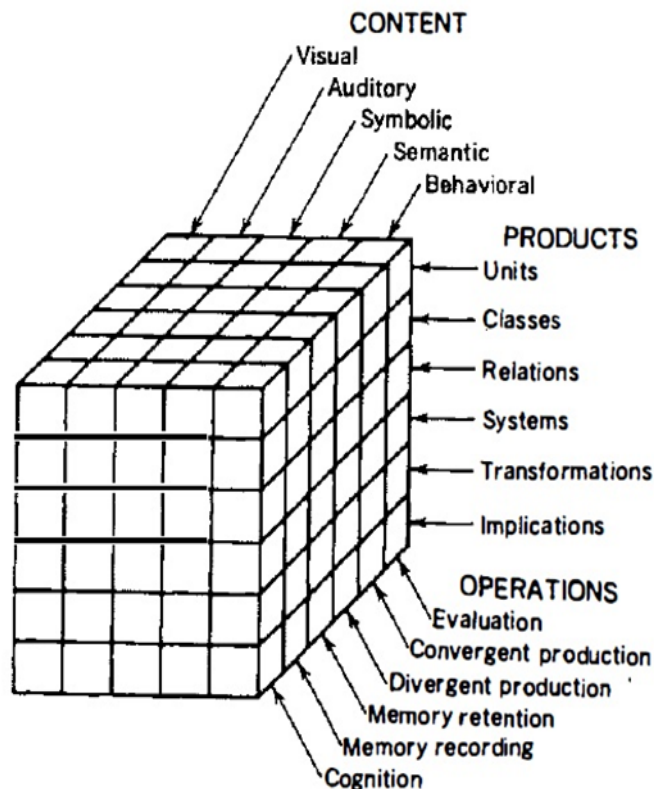 CONTENT
Visual
Auditory
Symbolic
Semantic
Behavioral
PRODUCTS
Units
Classes
Relations
Systems
Transformations
Implications
OPERATIONS
Evaluation
Convergent production
Divergent production
Memory retention
Memory recording
Cognition